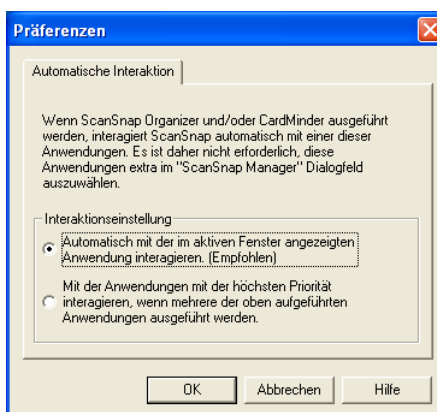 Präferenzen
Automatische Interaktion
Wenn ScanSnap Organizer und/oder CardMinder ausgeführt
werden, interagiert ScanSnap automatisch mit einer dieser
Anwendungen. Es ist daher nicht erforderlich, diese
Anwendungen extra im "ScanSnap Manager" Dialogfeld
auszuwählen.
Interaktionseinstellung
Automatisch mit der im aktiven Fenster angezeigten
Anwendung interagieren. (Empfohlen)
Mit der Anwendungen mit der höchsten Priorität
interagieren, wenn mehrere der oben aufgeführten
Anwendungen ausgeführt werden.
OK Abbrechen Hilfe